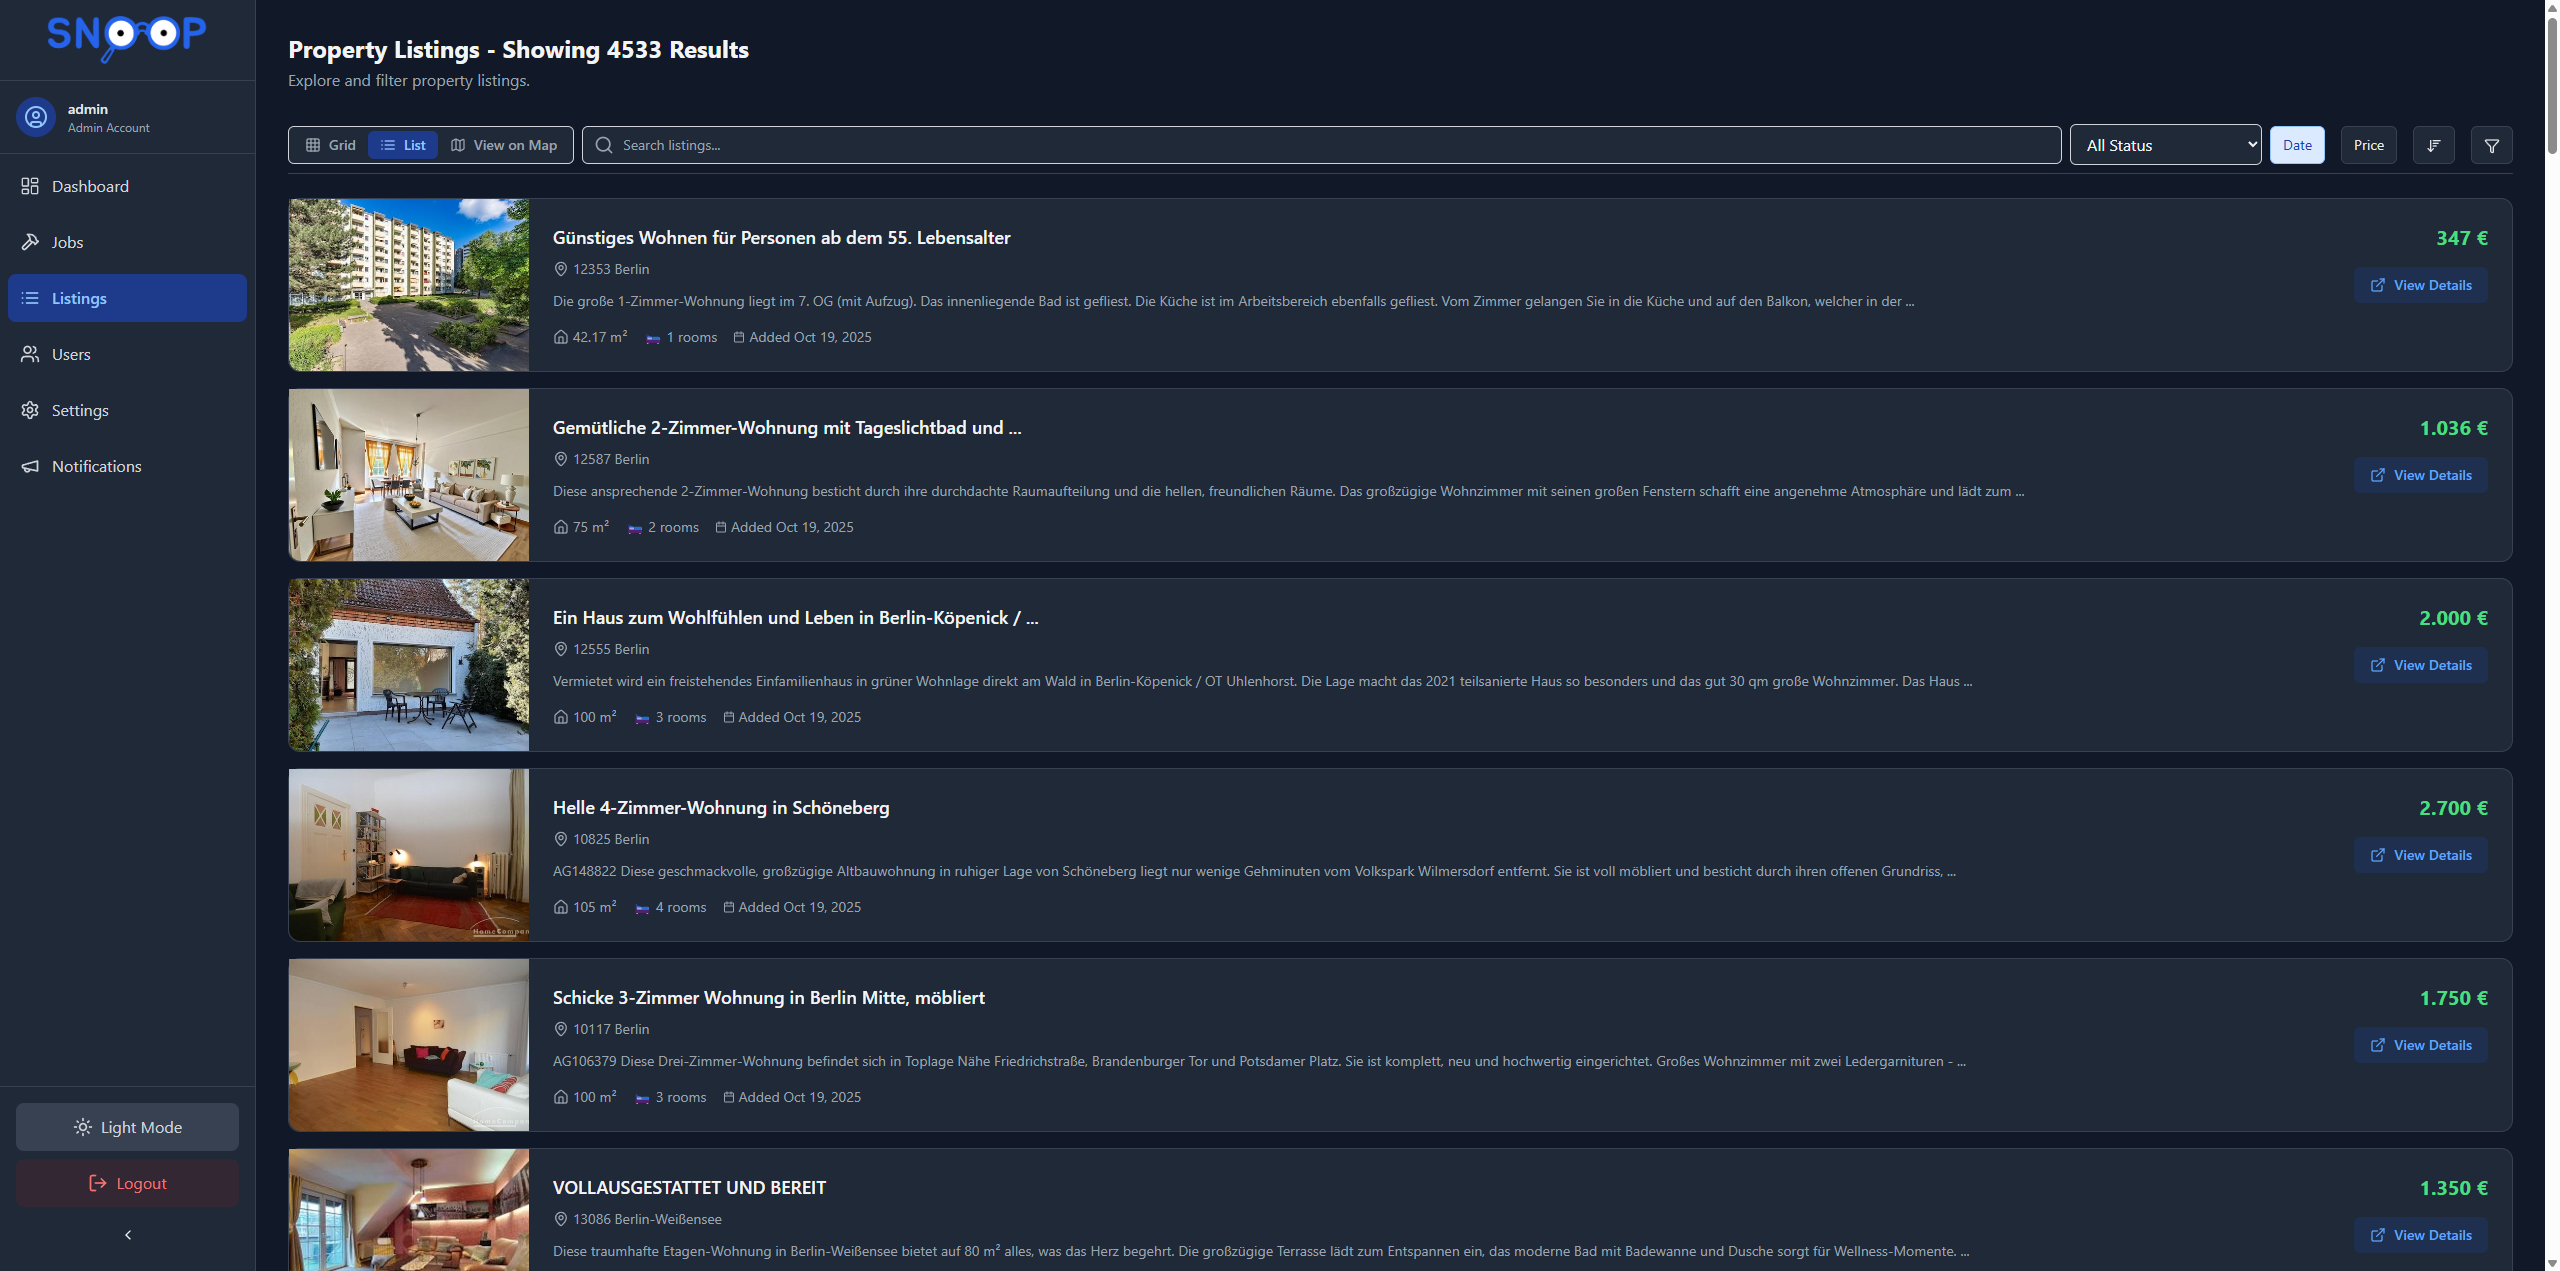 SNOOP
admin
Admin Account
Dashboard
Jobs
Listings
Users
Settings
Notifications
Light Mode
Logout
Property Listings - Showing 4533 Results
Explore and filter property listings.
Grid List View on Map Search listings... All Status Date Price
Günstiges Wohnen für Personen ab dem 55. Lebensalter 347 €
12353 Berlin
View Details
Die große 1-Zimmer-Wohnung liegt im 7. OG (mit Aufzug). Das innenliegende Bad ist gefliest. Die Küche ist im Arbeitsbereich ebenfalls gefliest. Vom Zimmer gelangen Sie in die Küche und auf den Balkon, welcher in der ...
42.17 m² 1 rooms Added Oct 19, 2025
Gemütliche 2-Zimmer-Wohnung mit Tageslichtbad und ... 1.036 €
12587 Berlin
View Details
Diese ansprechende 2-Zimmer-Wohnung besticht durch ihre durchdachte Raumaufteilung und die hellen, freundlichen Räume. Das großzügige Wohnzimmer mit seinen großen Fenstern schafft eine angenehme Atmosphäre und lädt zum ...
75 m² 2 rooms Added Oct 19, 2025
Ein Haus zum Wohlfühlen und Leben in Berlin-Köpenick / ... 2.000 €
12555 Berlin
View Details
Vermietet wird ein freistehendes Einfamilienhaus in grüner Wohnlage direkt am Wald in Berlin-Köpenick / OT Uhlenhorst. Die Lage macht das 2021 teilsanierte Haus so besonders und das gut 30 qm große Wohnzimmer. Das Haus ...
100 m² 3 rooms Added Oct 19, 2025
Helle 4-Zimmer-Wohnung in Schöneberg 2.700 €
10825 Berlin
View Details
AG148822 Diese geschmackvolle, großzügige Altbauwohnung in ruhiger Lage von Schöneberg liegt nur wenige Gehminuten vom Volkspark Wilmersdorf entfernt. Sie ist voll möbliert und besticht durch ihren offenen Grundriss, ...
105 m² 4 rooms Added Oct 19, 2025
Schicke 3-Zimmer Wohnung in Berlin Mitte, möbliert 1.750 €
10117 Berlin
View Details
AG106379 Diese Drei-Zimmer-Wohnung befindet sich in Toplage Nähe Friedrichstraße, Brandenburger Tor und Potsdamer Platz. Sie ist komplett, neu und hochwertig eingerichtet. Großes Wohnzimmer mit zwei Ledergarnituren - ...
100 m² 3 rooms Added Oct 19, 2025
VOLLAUSGESTATTET UND BEREIT 1.350 €
13086 Berlin-Weißensee
View Details
Diese traumhafte Etagen-Wohnung in Berlin-Weißensee bietet auf 80 m² alles, was das Herz begehrt. Die großzügige Terrasse lädt zum Entspannen ein, das moderne Bad mit Badewanne und Dusche sorgt für Wellness-Momente. ...